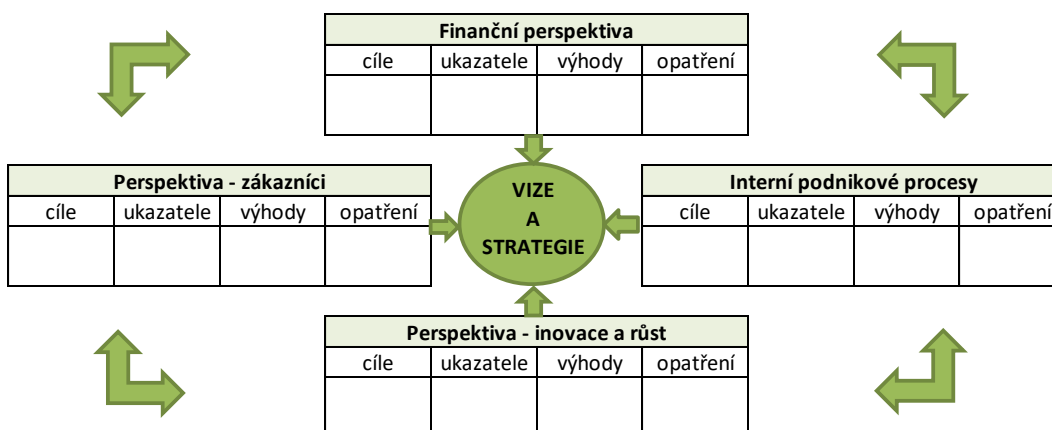 Finanční perspektiva
cíle ukazatele výhody opatření
Perspektiva - zákazníci
cíle ukazatele výhody opatření
VIZE
A
STRATEGIE
Interní podnikové procesy
cíle ukazatele výhody opatření
Perspektiva - inovace a růst
cíle ukazatele výhody opatření